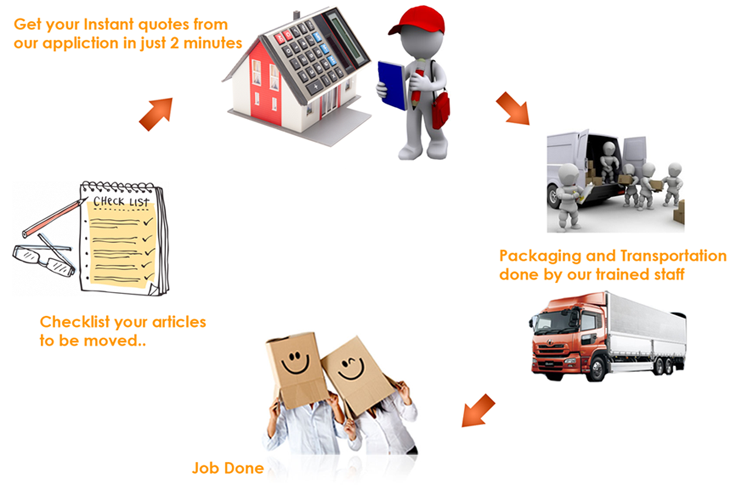 Get your Instant quotes from
our appliction in just 2 minutes
CHECK LIST
Packaging and Transportation
done by our trained staff
Checklist your articles
to be moved..
Job Done